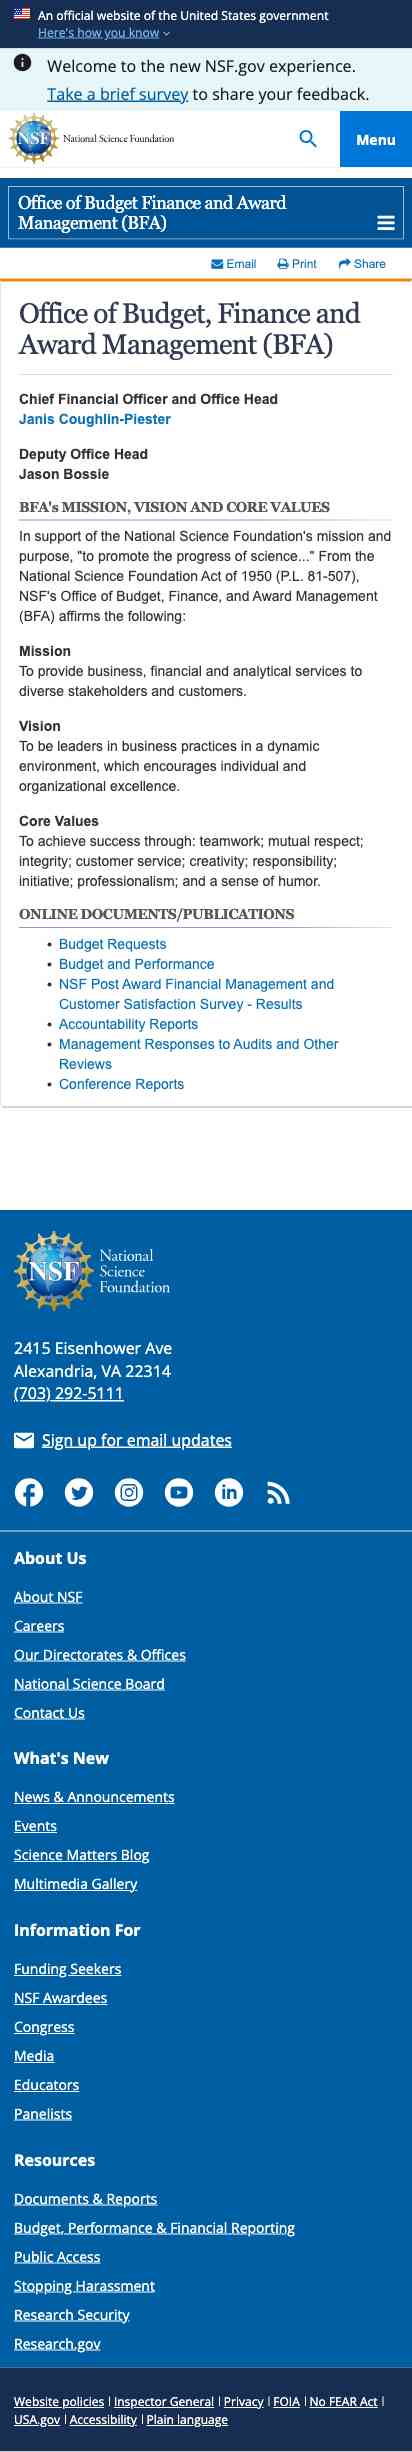 An official website of the United States government
Here's how you know
Welcome to the new NSF.gov experience.
Take a brief survey to share your feedback.
NSF National Science Foundation
Menu
Office of Budget Finance and Award
Management (BFA)
Email Print Share
Office of Budget, Finance and
Award Management (BFA)
Chief Financial Officer and Office Head
Janis Coughlin-Piester
Deputy Office Head
Jason Bossie
BFA's MISSION, VISION AND CORE VALUES
In support of the National Science Foundation's mission and
purpose, "to promote the progress of science..." From the
National Science Foundation Act of 1950 (P.L. 81-507),
NSF's Office of Budget, Finance, and Award Management
(BFA) affirms the following:
Mission
To provide business, financial and analytical services to
diverse stakeholders and customers.
Vision
To be leaders in business practices in a dynamic
environment, which encourages individual and
organizational excellence.
Core Values
To achieve success through: teamwork; mutual respect;
integrity; customer service; creativity; responsibility;
initiative; professionalism; and a sense of humor.
ONLINE DOCUMENTS/PUBLICATIONS
• Budget Requests
• Budget and Performance
• NSF Post Award Financial Management and
Customer Satisfaction Survey - Results
• Accountability Reports
• Management Responses to Audits and Other
Reviews
• Conference Reports
NSF
National
Science
Foundation
2415 Eisenhower Ave
Alexandria, VA 22314
(703) 292-5111
Sign up for email updates
About Us
About NSF
Careers
Our Directorates & Offices
National Science Board
Contact Us
What's New
News & Announcements
Events
Science Matters Blog
Multimedia Gallery
Information For
Funding Seekers
NSF Awardees
Congress
Media
Educators
Panelists
Resources
Documents & Reports
Budget, Performance & Financial Reporting
Public Access
Stopping Harassment
Research Security
Research.gov
Website policies | Inspector General | Privacy | FOIA | No FEAR Act |
USA.gov | Accessibility | Plain language